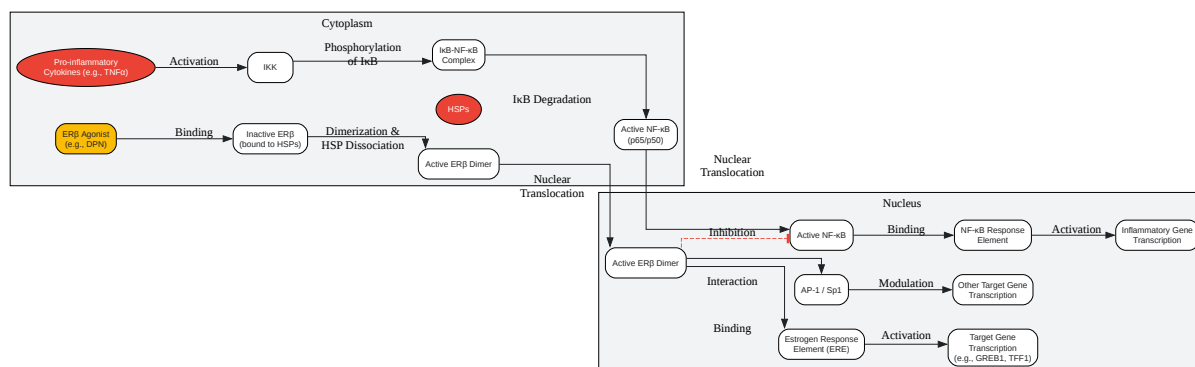 Cytoplasm
Pro-inflammatory
Cytokines (e.g., TNFα)
Activation
IKK
Phosphorylation
of IκB
IκB-NF-κB
Complex
HSPs
IκB Degradation
ERβ Agonist
(e.g., DPN)
Binding
Inactive ERβ
(bound to HSPs)
Dimerization &
HSP Dissociation
Active ERβ Dimer
Active NF-κB
(p65/p50)
Nuclear
Translocation
Nuclear
Translocation
Nucleus
Inhibition
Active NF-κB
Binding
NF-κB Response
Element
Activation
Inflammatory Gene
Transcription
Active ERβ Dimer
Interaction
AP-1 / Sp1
Modulation
Other Target Gene
Transcription
Binding
Estrogen Response
Element (ERE)
Activation
Target Gene
Transcription
(e.g., GREB1, TFF1)